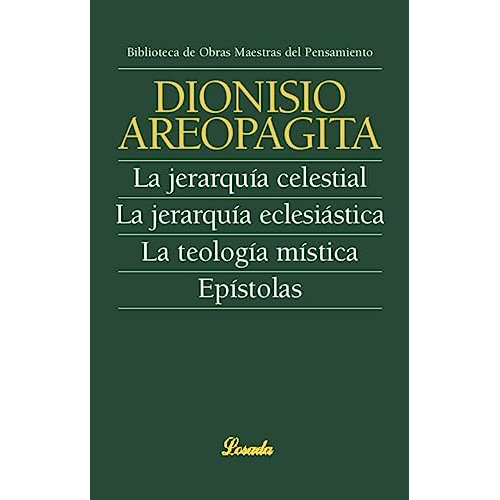 Biblioteca de Obras Maestras del Pensamiento
DIONISIO
AREOPAGITA
La jerarquía celestial
La jerarquía eclesiástica
La teología mística
Epístolas
Losada